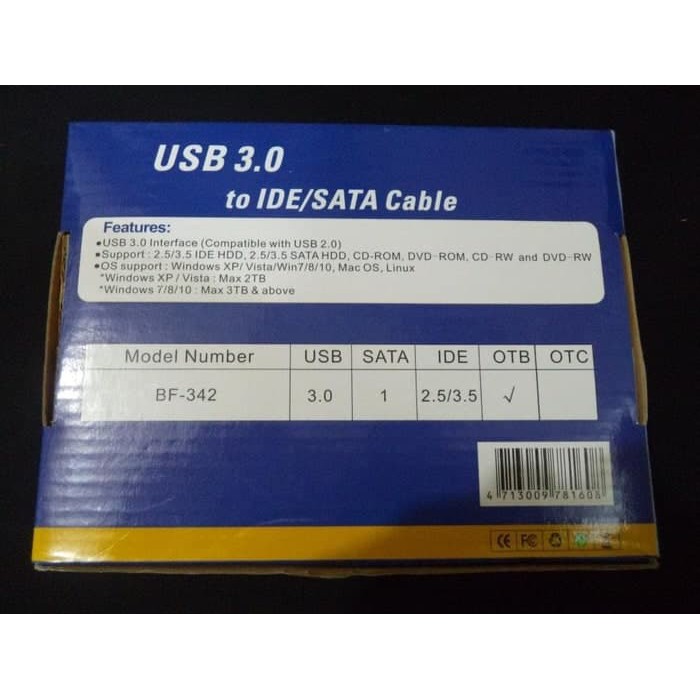 USB 3.0
to IDE/SATA Cable
Features:
•USB 3.0 Interface (Compatible with USB 2.0)
•Support : 2.5/3.5 IDE HDD, 2.5/3.5 SATA HDD, CD-ROM, DVD-ROM, CD-RW and DVD-RW
•OS support : Windows XP/ Vista/Win7/8/10, Mac OS, Linux
*Windows XP / Vista : Max 2TB
*Windows 7/8/10 : Max 3TB & above
Model Number USB SATA IDE OTB OTC
BF-342 3.0 1 2.5/3.5 √
4 713009 781608
CE FC